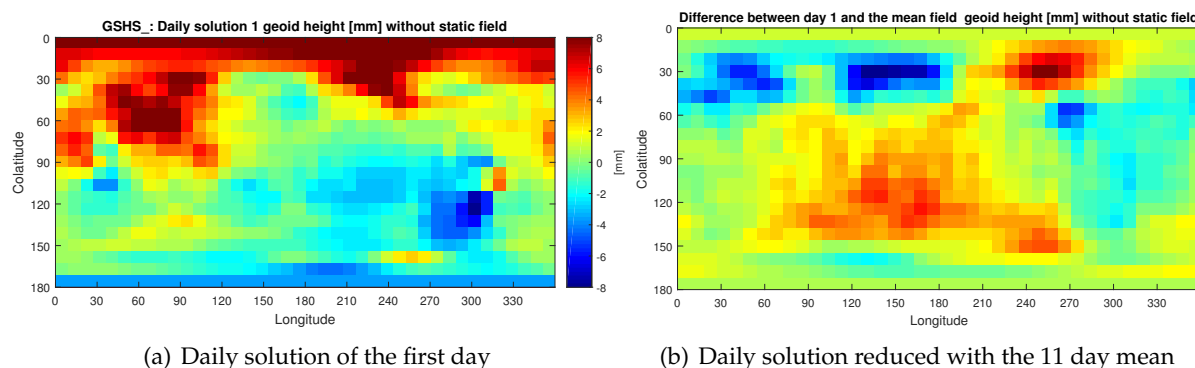 GSHS_: Daily solution 1 geoid height [mm] without static field
0
30
60
90
120
150
180
Colatitude
0 30 60 90 120 150 180 210 240 270 300 330
Longitude
8
6
4
2
0
-2
-4
-6
-8
[mm]
(a) Daily solution of the first day
Difference between day 1 and the mean field geoid height [mm] without static field
0
30
60
90
120
150
180
Colatitude
0 30 60 90 120 150 180 210 240 270 300 330
Longitude
(b) Daily solution reduced with the 11 day mean